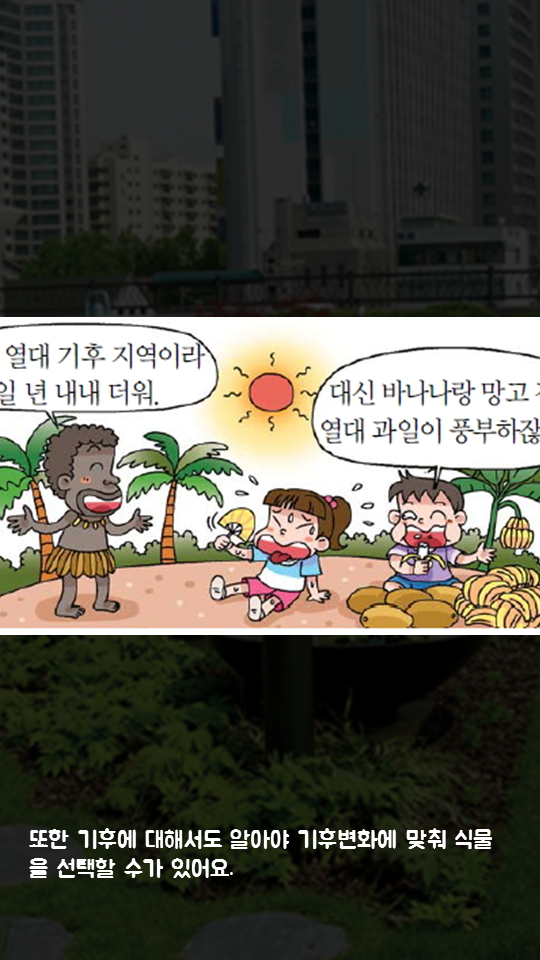 열대 기후 지역이라
일 년 내내 더워.
대신 바나나랑 망고
열대 과일이 풍부하잖
또한 기후에 대해서도 알아야 기후변화에 맞춰 식물
을 선택할 수가 있어요.